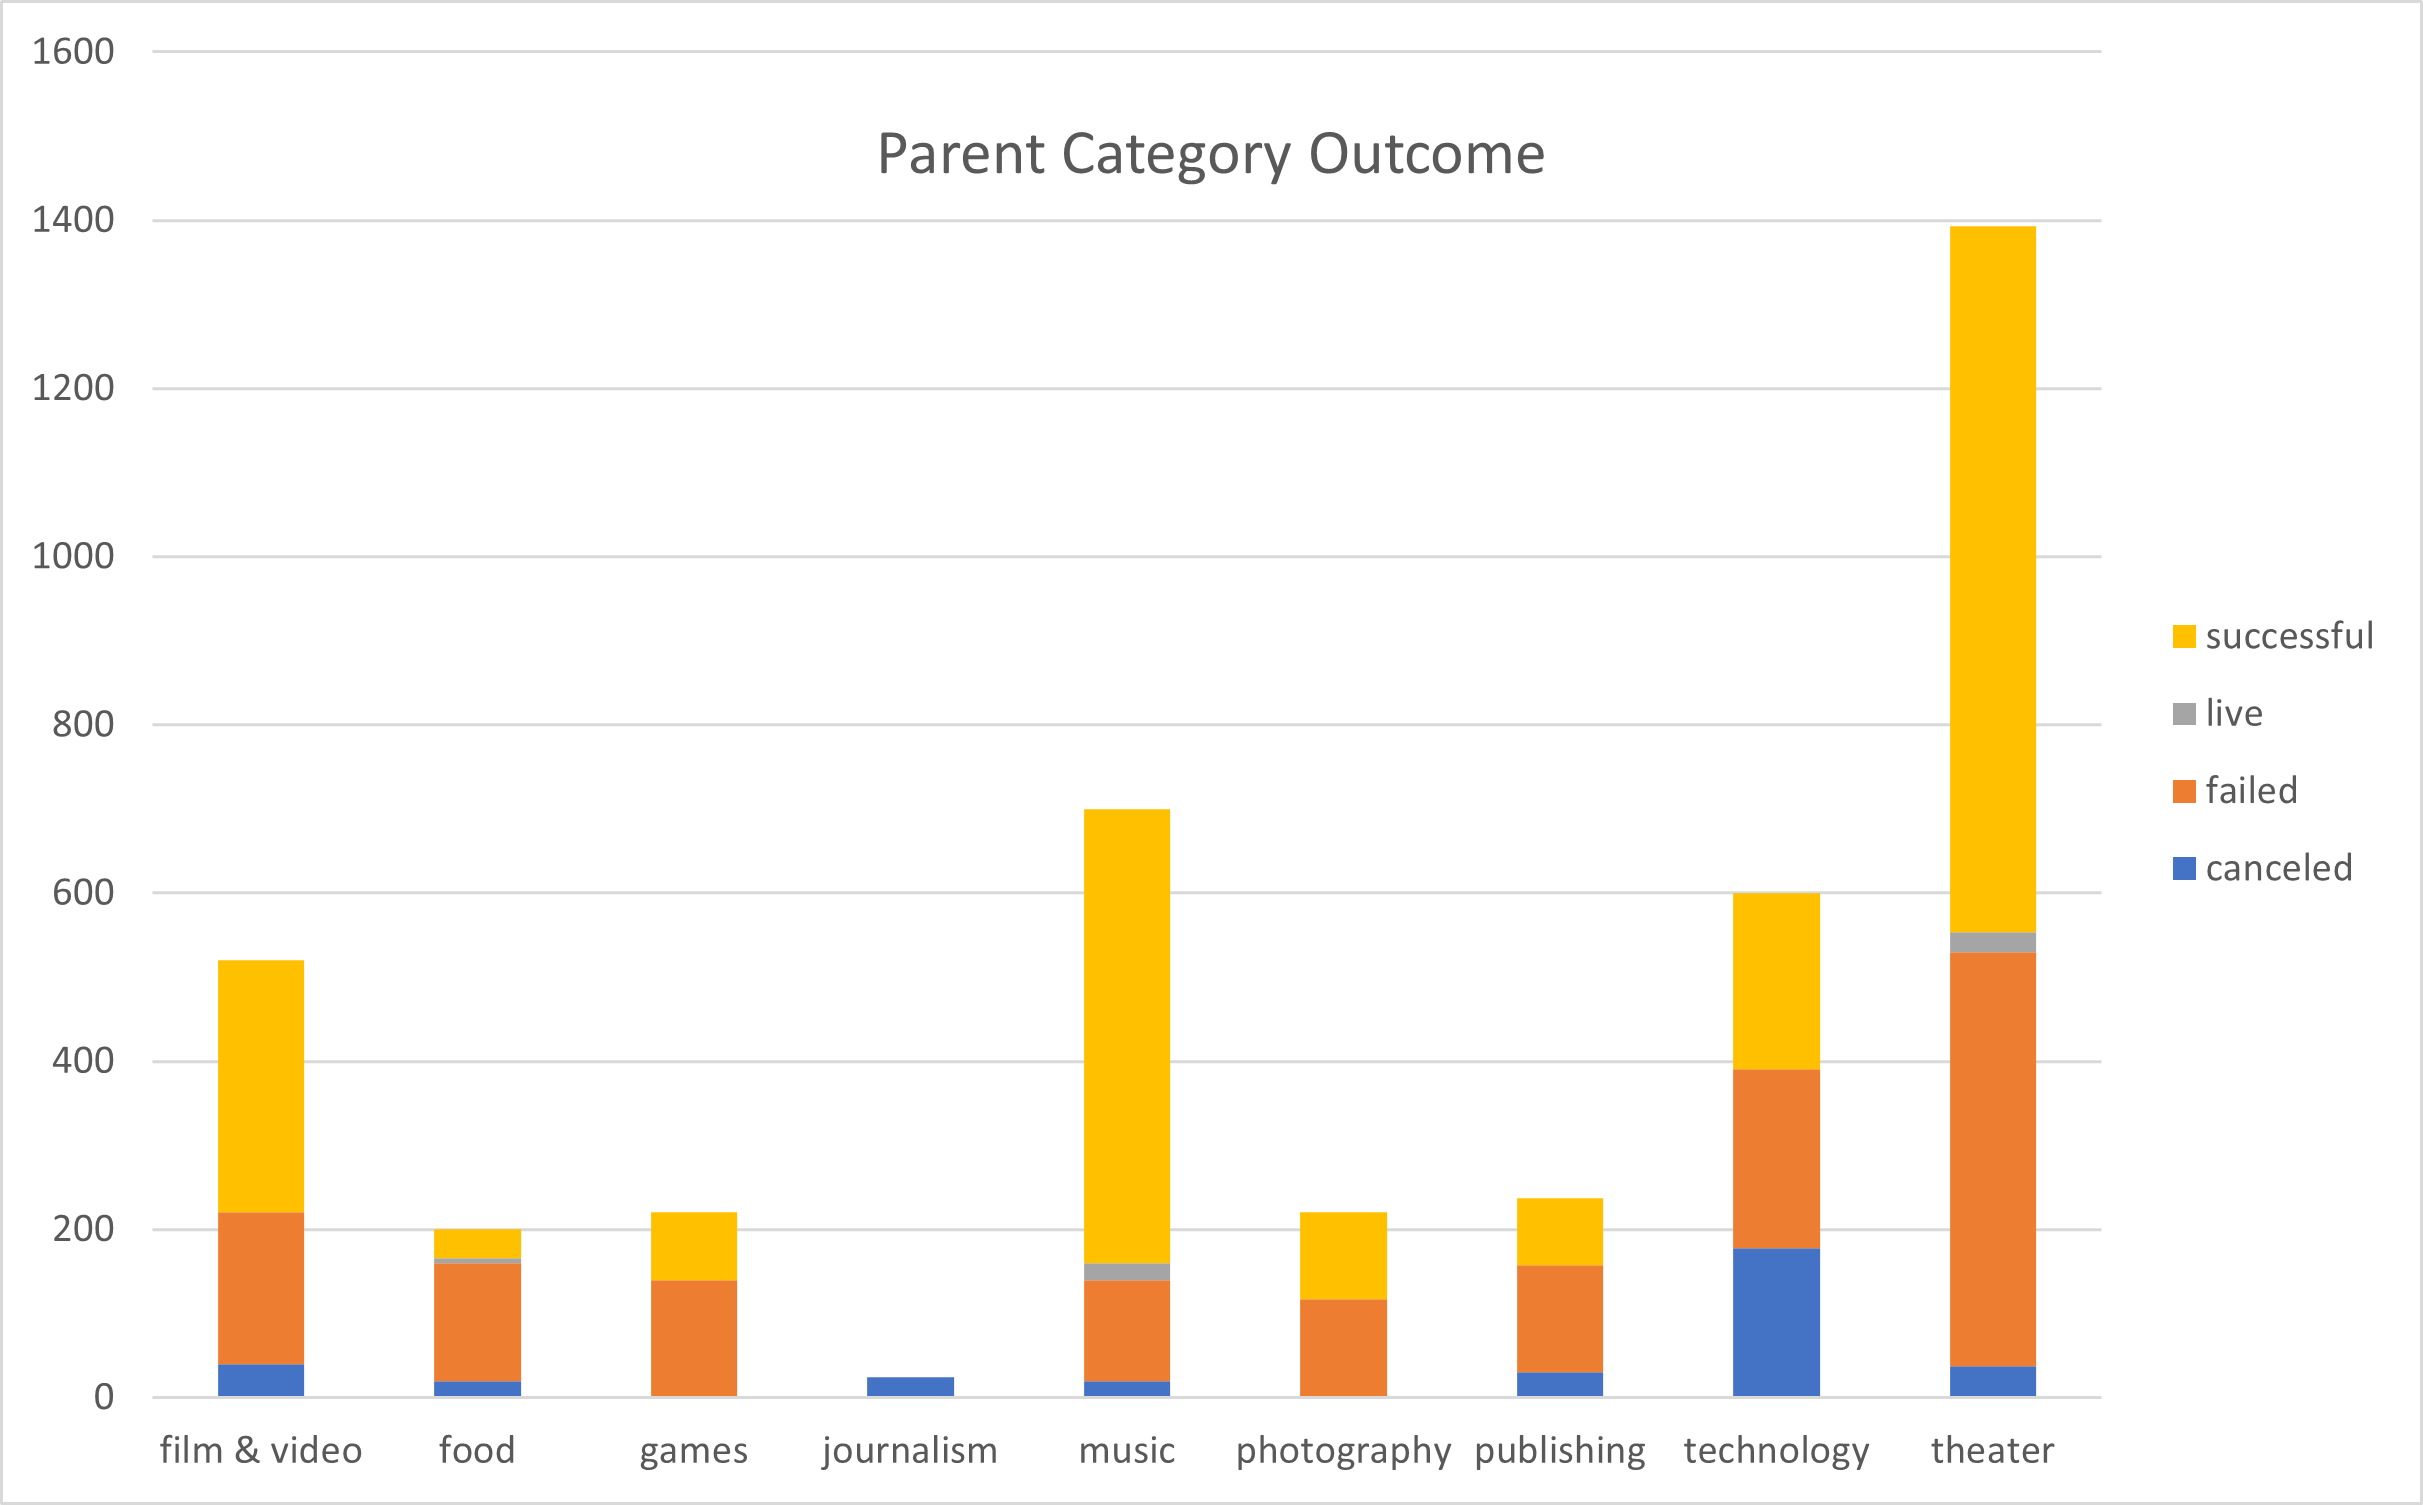 Parent Category Outcome
1600
1400
1200
1000
800
600
400
200
0
film & video
food
games
journalism
music
photography
publishing
technology
theater
successful
live
failed
canceled